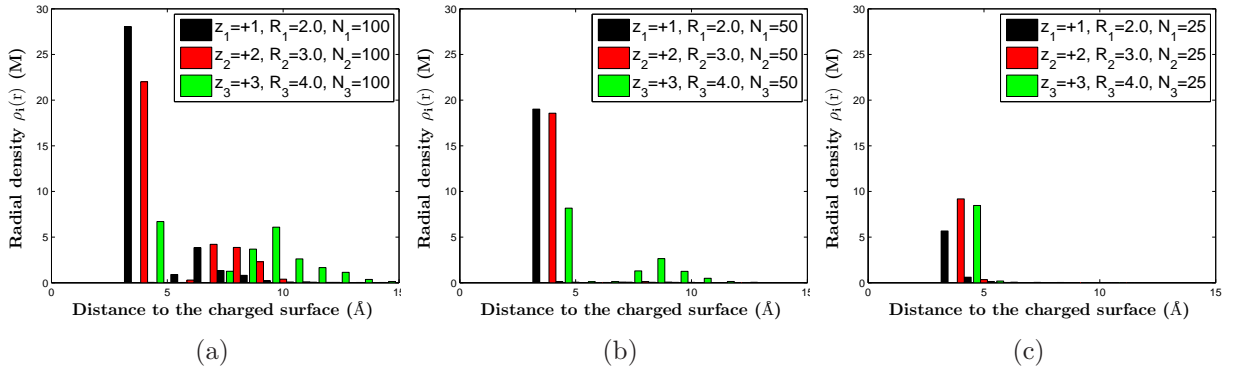 30
25
20
15
10
5
0
Radial density ρi(r) (M)
z1=+1, R1=2.0, N1=100
z2=+2, R2=3.0, N2=100
z3=+3, R3=4.0, N3=100
0 5 10 15
Distance to the charged surface (Å)
(a)
30
25
20
15
10
5
0
Radial density ρi(r) (M)
z1=+1, R1=2.0, N1=50
z2=+2, R2=3.0, N2=50
z3=+3, R3=4.0, N3=50
0 5 10 15
Distance to the charged surface (Å)
(b)
30
25
20
15
10
5
0
Radial density ρi(r) (M)
z1=+1, R1=2.0, N1=25
z2=+2, R2=3.0, N2=25
z3=+3, R3=4.0, N3=25
0 5 10 15
Distance to the charged surface (Å)
(c)